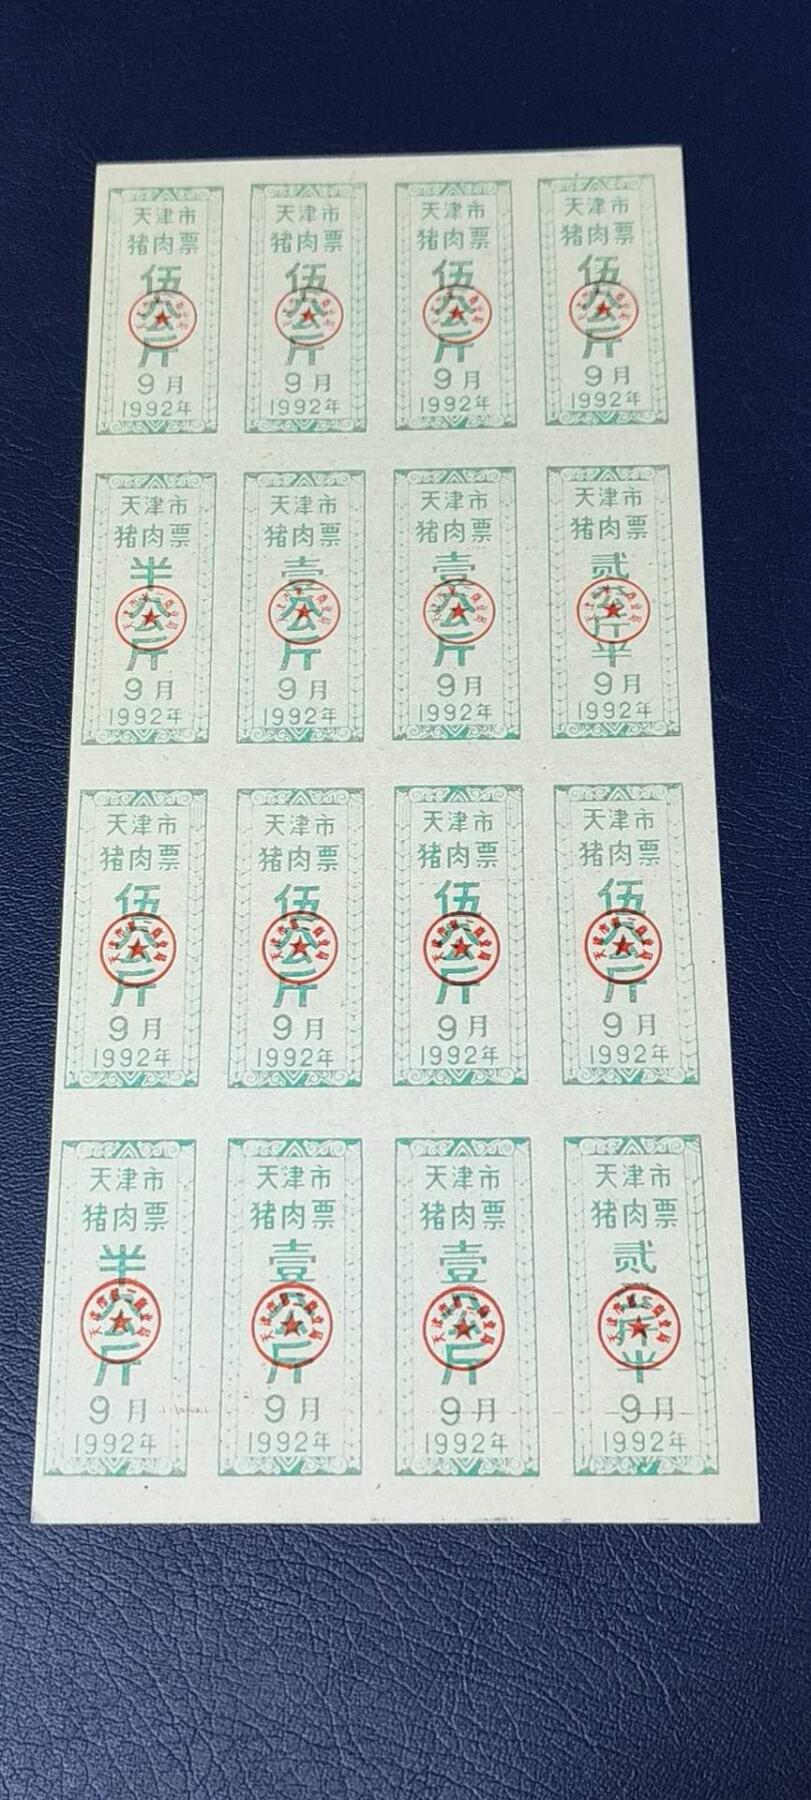 天津市 天津市 天津市 天津市
猪肉票 猪肉票 猪肉票 猪肉票
伍公斤 伍公斤 伍公斤 伍公斤
9月 9月 9月 9月
1992年 1992年 1992年 1992年
天津市 天津市 天津市 天津市
猪肉票 猪肉票 猪肉票 猪肉票
半公斤 壹公斤 壹公斤 贰公斤半
9月 9月 9月 9月
1992年 1992年 1992年 1992年
天津市 天津市 天津市 天津市
猪肉票 猪肉票 猪肉票 猪肉票
伍公斤 伍公斤 伍公斤 伍公斤
9月 9月 9月 9月
1992年 1992年 1992年 1992年
天津市 天津市 天津市 天津市
猪肉票 猪肉票 猪肉票 猪肉票
半公斤 壹公斤 壹公斤 贰公斤半
9月 9月 9月 9月
1992年 1992年 1992年 1992年